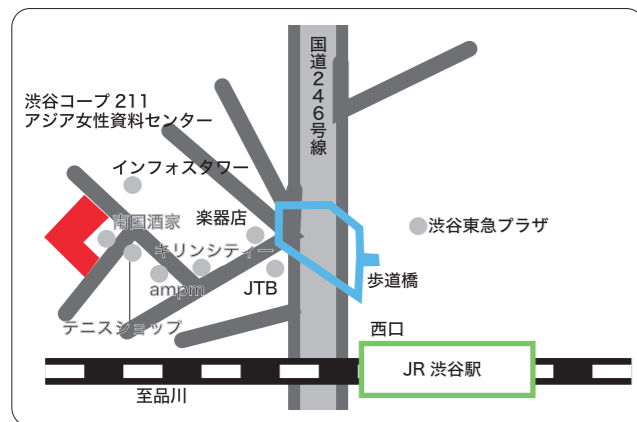 国道246号線
渋谷コープ 211
アジア女性資料センター
インフォスタワー
南国酒家
楽器店
渋谷東急プラザ
キリンシティー
歩道橋
ampm
JTB
テニスショップ
西口
JR 渋谷駅
至品川